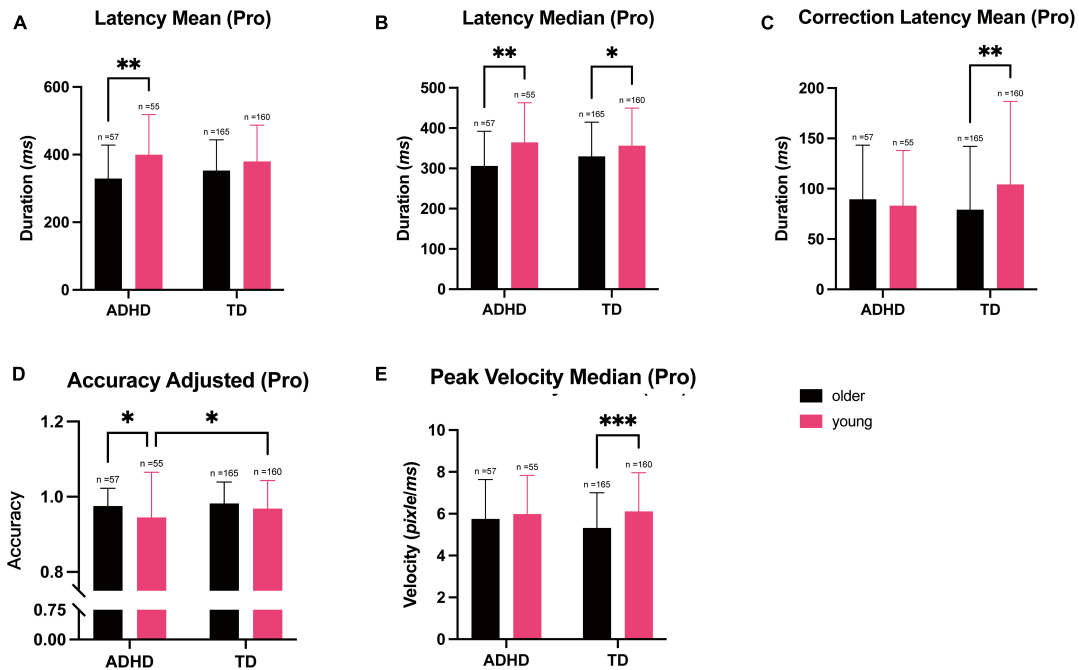 A
Latency Mean (Pro)
**
600
400
200
0
Duration (ms)
n =57
n =55
n =165
n =160
ADHD
TD
B
Latency Median (Pro)
**
*
500
400
300
200
100
0
Duration (ms)
n =57
n =55
n =165
n =160
ADHD
TD
C
Correction Latency Mean (Pro)
**
200
150
100
50
0
Duration (ms)
n =57
n =55
n =165
n =160
ADHD
TD
D
Accuracy Adjusted (Pro)
*
*
1.2
1.0
0.8
0.75
0.00
Accuracy
n =57
n =55
n =165
n =160
ADHD
TD
E
Peak Velocity Median (Pro)
***
10
8
6
4
2
0
Velocity (pixle/ms)
n =57
n =55
n =165
n =160
ADHD
TD
older
young